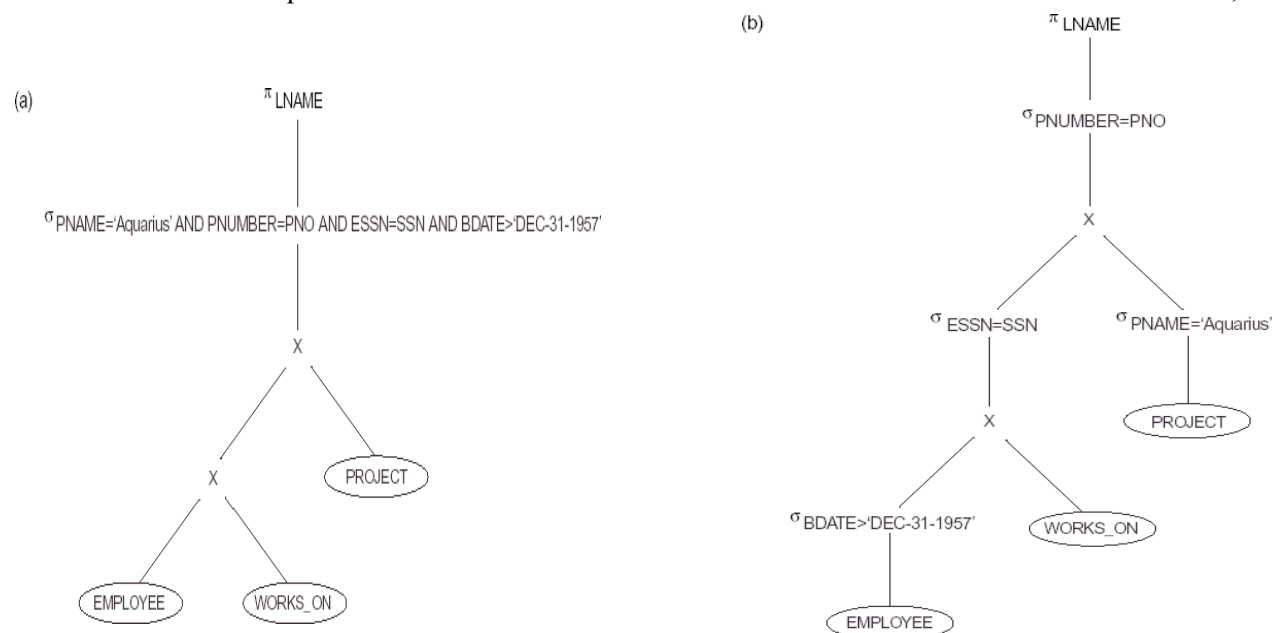 (a)
π LNAME
σ PNAME='Aquarius' AND PNUMBER=PNO AND ESSN=SSN AND BDATE>'DEC-31-1957'
X
X
PROJECT
EMPLOYEE
WORKS_ON
(b)
π LNAME
σ PNUMBER=PNO
X
σ ESSN=SSN
σ PNAME='Aquarius'
X
PROJECT
σ BDATE>'DEC-31-1957'
WORKS_ON
EMPLOYEE